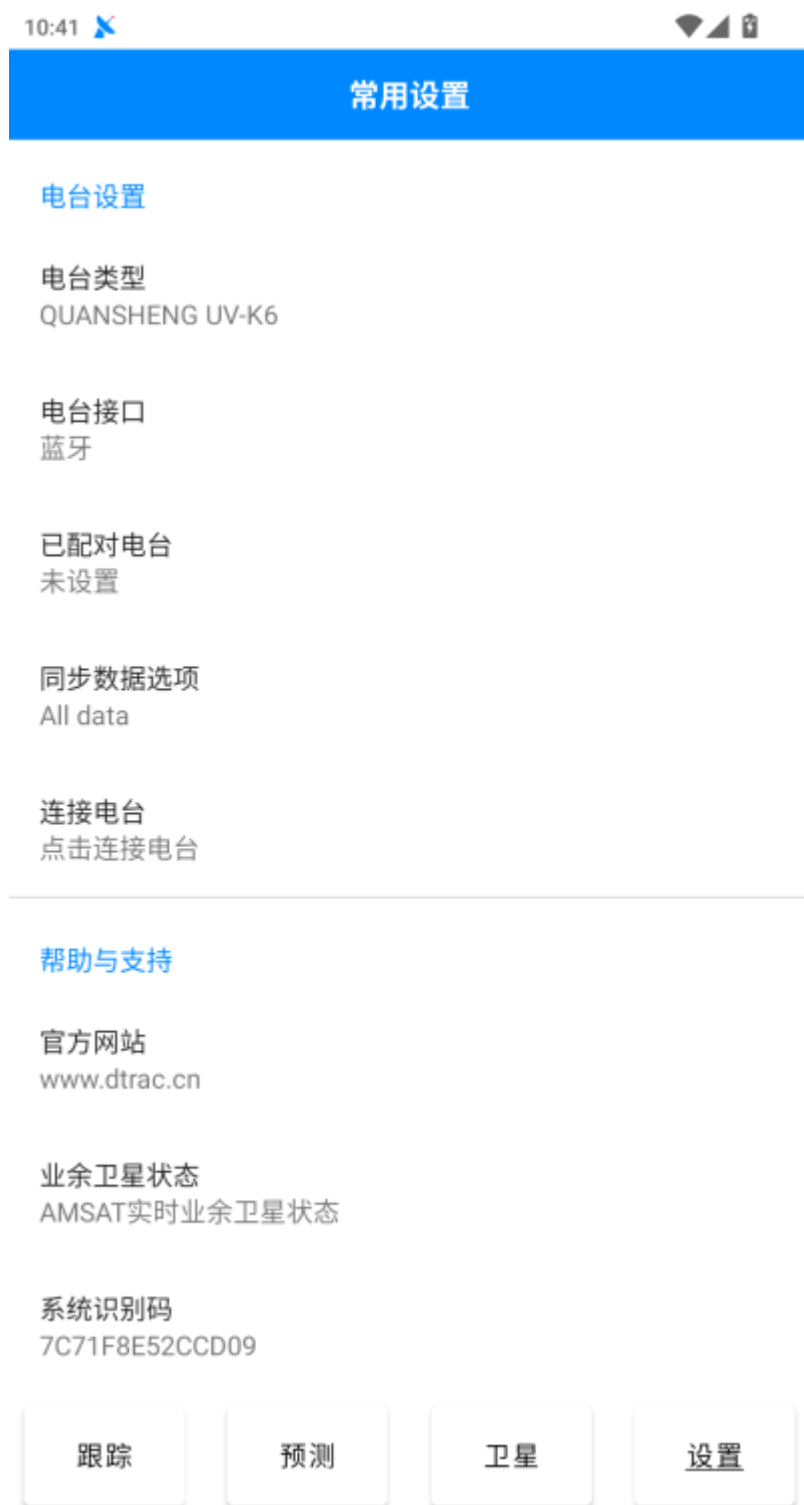 10:41
常用设置
电台设置
电台类型
QUANSHENG UV-K6
电台接口
蓝牙
已配对电台
未设置
同步数据选项
All data
连接电台
点击连接电台
帮助与支持
官方网站
www.dtrac.cn
业余卫星状态
AMSAT实时业余卫星状态
系统识别码
7C71F8E52CCD09
跟踪 预测 卫星 设置